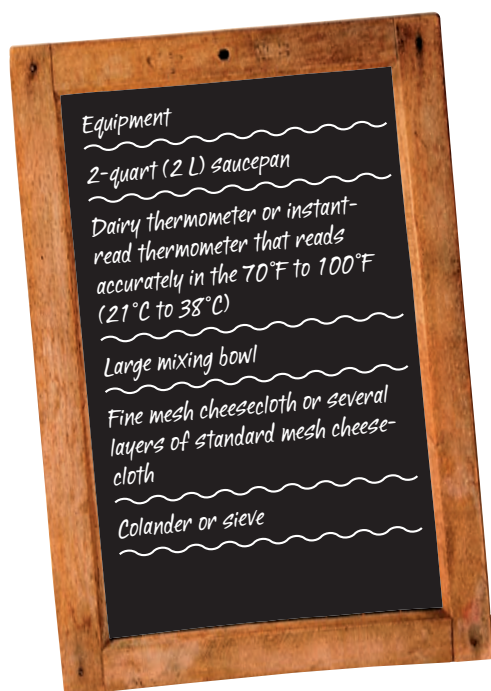 Equipment
2-quart (2 L) saucepan
Dairy thermometer or instant-
read thermometer that reads
accurately in the 70°F to 100°F
(21°C to 38°C)
Large mixing bowl
Fine mesh cheesecloth or several
layers of standard mesh cheese-
cloth
Colander or sieve